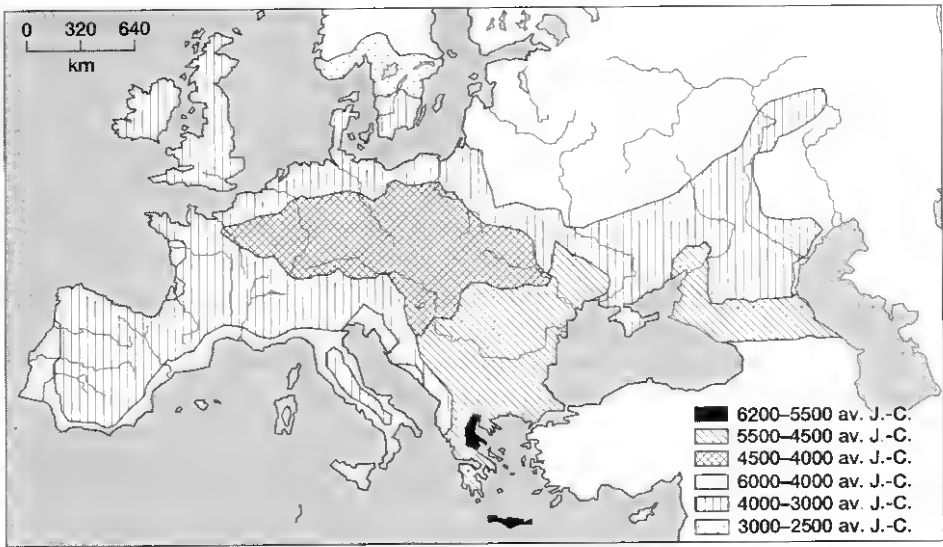 0 320 640
km
6200–5500 av. J.-C.
5500–4500 av. J.-C.
4500–4000 av. J.-C.
6000–4000 av. J.-C.
4000–3000 av. J.-C.
3000–2500 av. J.-C.